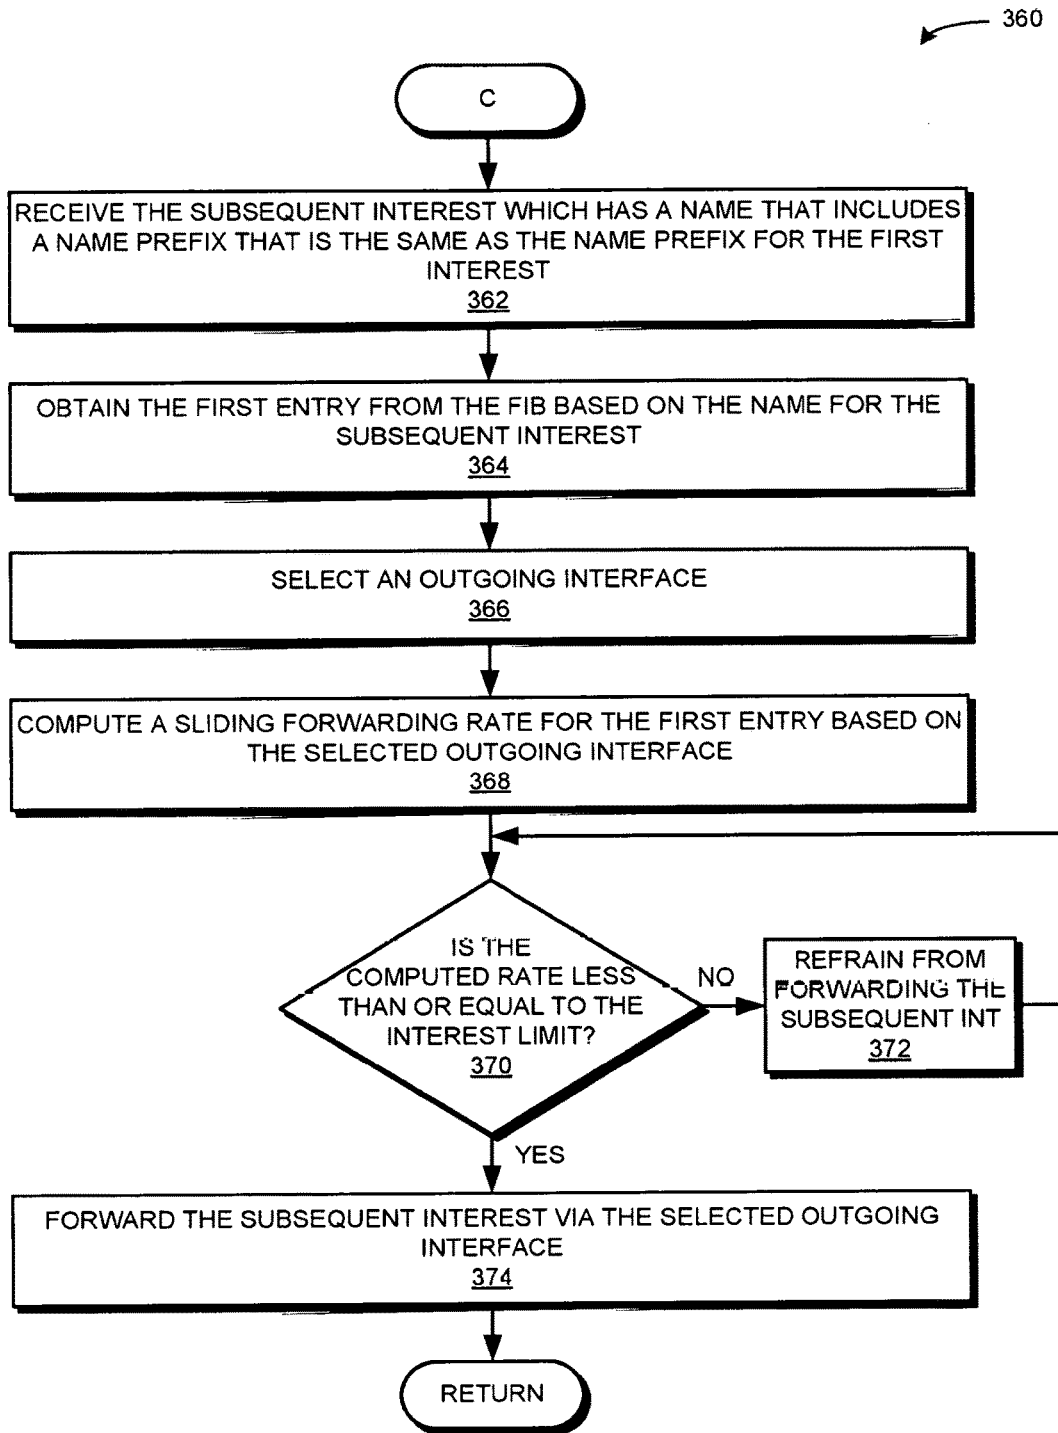 360
C
RECEIVE THE SUBSEQUENT INTEREST WHICH HAS A NAME THAT INCLUDES
A NAME PREFIX THAT IS THE SAME AS THE NAME PREFIX FOR THE FIRST
INTEREST
362
OBTAIN THE FIRST ENTRY FROM THE FIB BASED ON THE NAME FOR THE
SUBSEQUENT INTEREST
364
SELECT AN OUTGOING INTERFACE
366
COMPUTE A SLIDING FORWARDING RATE FOR THE FIRST ENTRY BASED ON
THE SELECTED OUTGOING INTERFACE
368
IS THE
COMPUTED RATE LESS
THAN OR EQUAL TO THE
INTEREST LIMIT?
370
NO
REFRAIN FROM
FORWARDING THE
SUBSEQUENT INT
372
YES
FORWARD THE SUBSEQUENT INTEREST VIA THE SELECTED OUTGOING
INTERFACE
374
RETURN